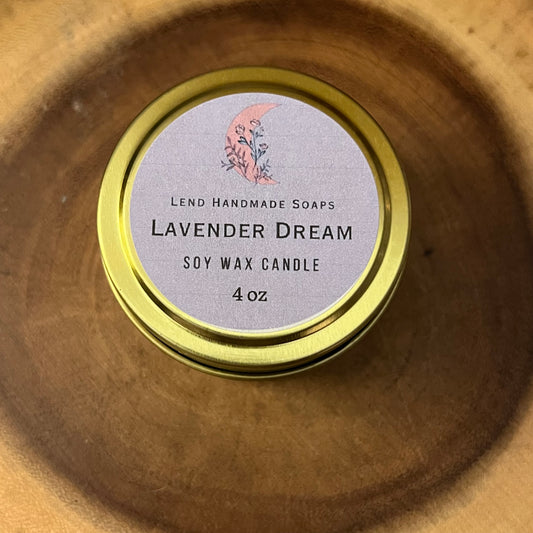 Lend Handmade Soaps
Lavender Dream
SOY WAX CANDLE
4 oz